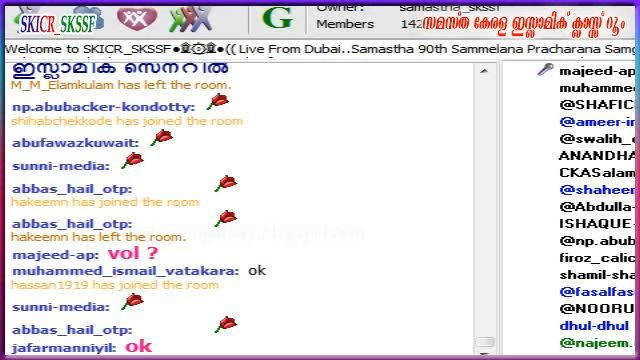 SKICR_SKSSF
G
Owner: samastha_skssf
Members 142
സമസ്ത കേരള ഇസ്ലാമിക് ക്ലാസ്സ് റൂം
Welcome to SKICR_SKSSF●۩۞۩●(( Live From Dubai..Samastha 90th Sammelana Pracharana Samg
ഇസ്ലാമിക സെനറിൽ
M_M_Elamkulam has left the room.
np.abubacker-kondotty:
shihabchekkode has joined the room
abufawazkuwait:
sunni-media:
abbas_hail_otp:
hakeemn has joined the room
abbas_hail_otp:
hakeemn has left the room.
majeed-ap: vol ?
muhammed_ismail_vatakara: ok
hassan1919 has joined the room
sunni-media:
abbas_hail_otp:
jafarmanniyil: ok
majeed-ap
muhammed
@SHAFIC
@ameer-in
@swalih_c
ANANDHA
CKASalam
@shaheer
@Abdulla-
ISHAQUE-
@np.abub
firoz_calic
shamil-sha
@fasalfas
@NOORU
dhul-dhul
@najeem.